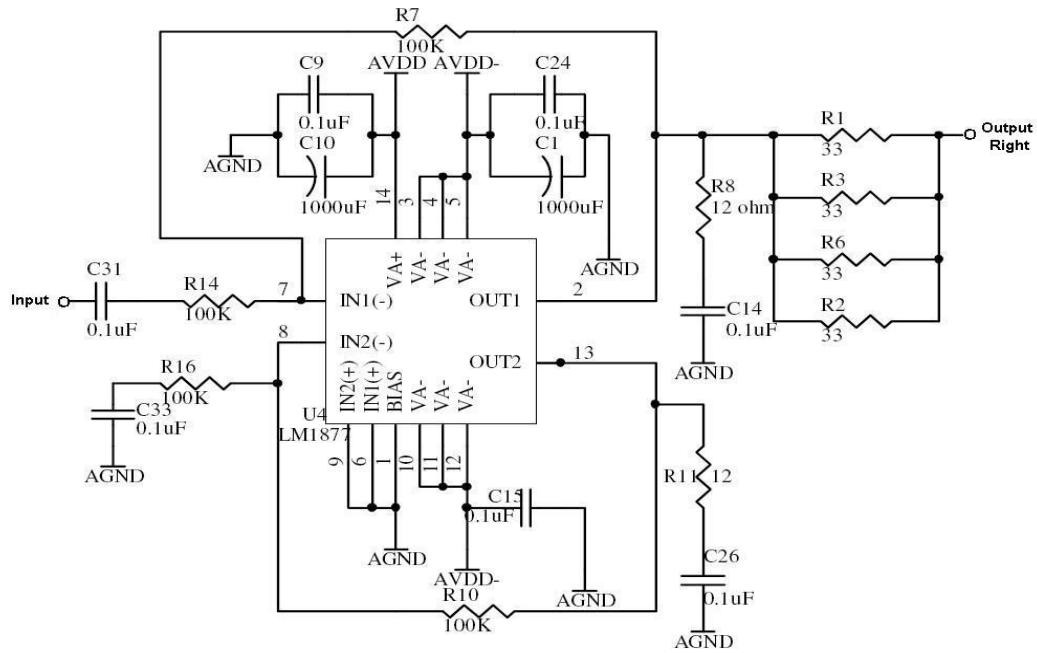 R7
100K
C9
AVDD
AVDD-
C24
0.1uF
0.1uF
C10
C1
AGND
1000uF
1000uF
R1
33
Output
Right
R3
33
R8
12 ohm
R6
33
R2
33
14
3
4
5
AGND
VA+
VA-
VA-
VA-
C31
Input
0.1uF
R14
100K
7
IN1(-)
OUT1
2
C14
0.1uF
AGND
8
IN2(-)
OUT2
13
R16
100K
C33
0.1uF
AGND
IN2(+)
IN1(+)
BIAS
VA-
VA-
VA-
U4
LM1877
9
6
1
10
11
12
R11
12
C15
0.1uF
AGND
AVDD-
AGND
C26
0.1uF
AGND
R10
100K